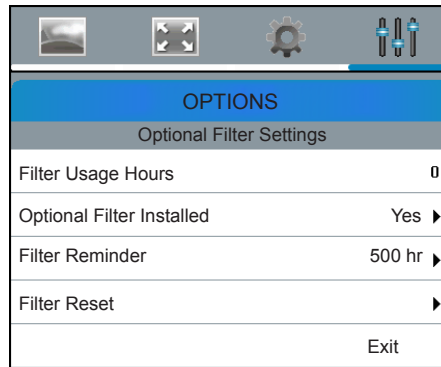 OPTIONS
Optional Filter Settings
Filter Usage Hours 0
Optional Filter Installed Yes
Filter Reminder 500 hr
Filter Reset
Exit